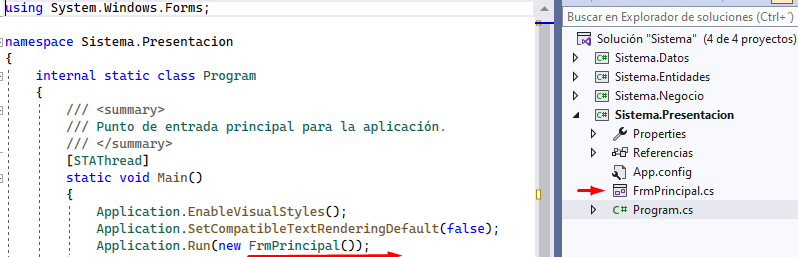 using System.Windows.Forms;
namespace Sistema.Presentacion
{
internal static class Program
{
/// <summary>
/// Punto de entrada principal para la aplicación.
/// </summary>
[STAThread]
static void Main()
{
Application.EnableVisualStyles();
Application.SetCompatibleTextRenderingDefault(false);
Application.Run(new FrmPrincipal());
Buscar en Explorador de soluciones (Ctrl+´)
Solución "Sistema" (4 de 4 proyectos)
Sistema.Datos
Sistema.Entidades
Sistema.Negocio
Sistema.Presentacion
Properties
Referencias
App.config
FrmPrincipal.cs
C# Program.cs